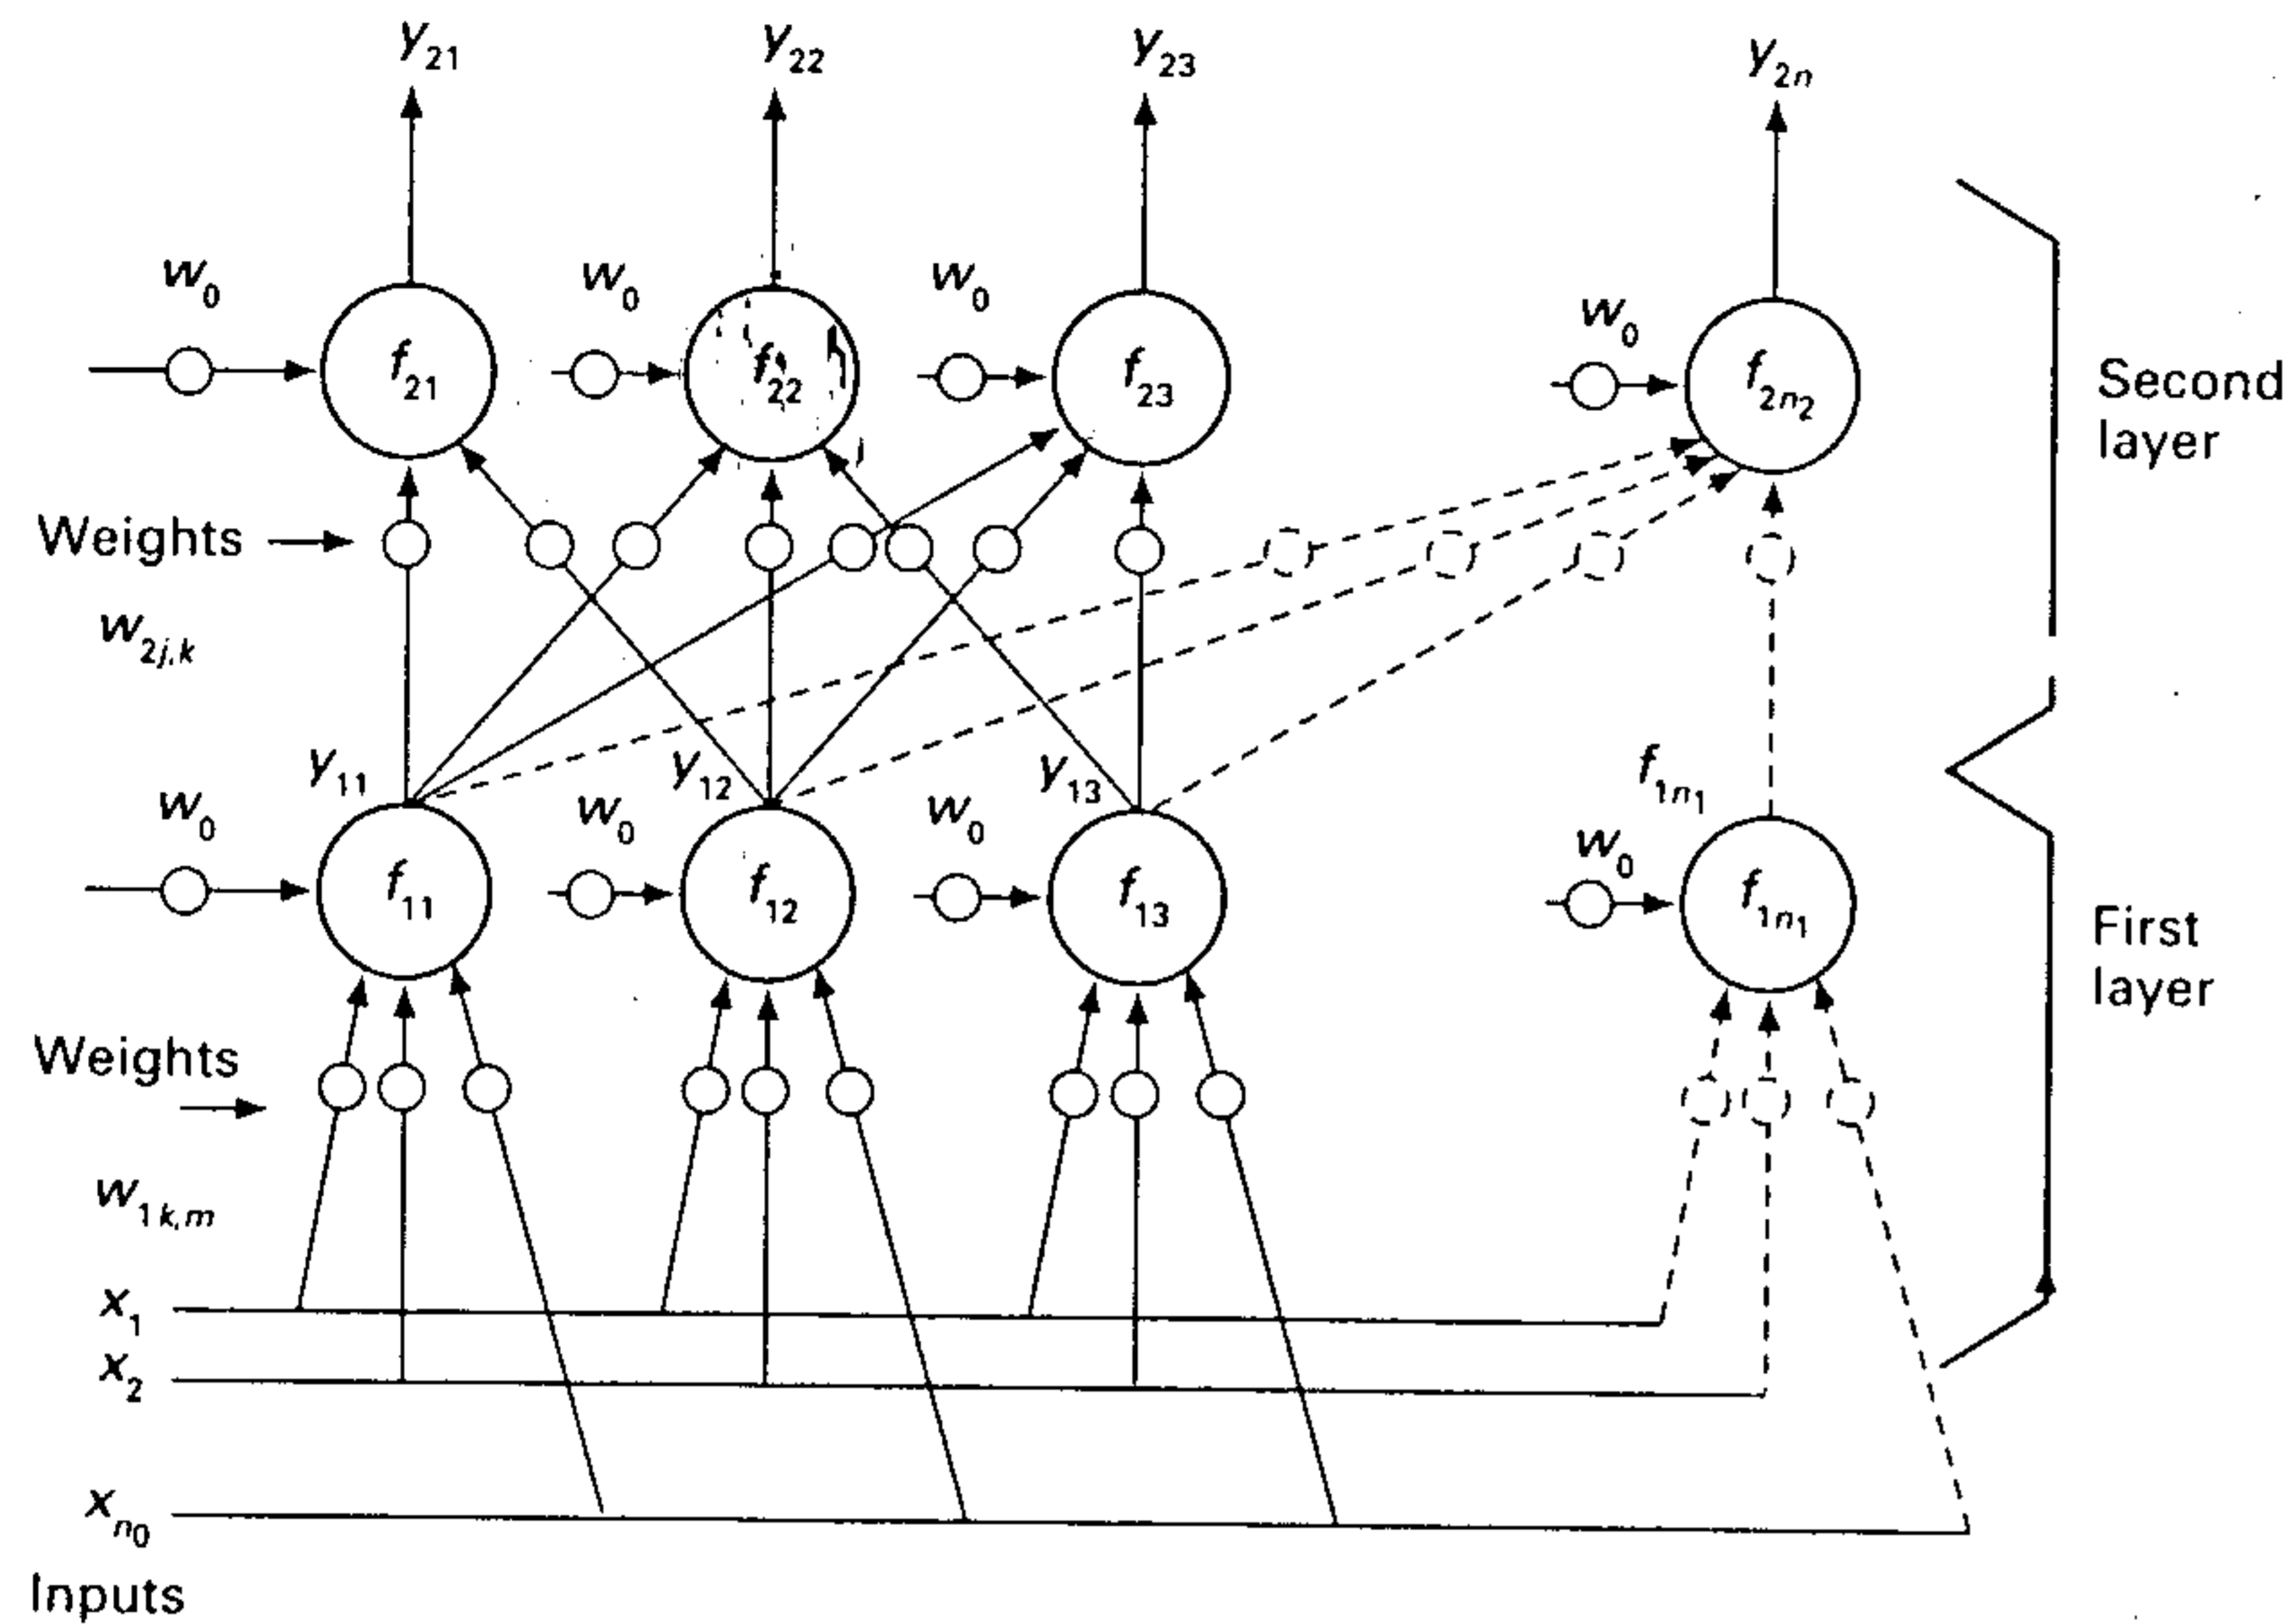 y₂₁ y₂₂ y₂₃ y₂ₙ
w₀ w₀ w₀ w₀
f₂₁ f₂₂ f₂₃ f₂ₙ₂
Second
layer
Weights
w₂ⱼ,ₖ
y₁₁ y₁₂ y₁₃ f₁ₙ₁
w₀ w₀ w₀ w₀
f₁₁ f₁₂ f₁₃ f₁ₙ₁
First
layer
Weights
w₁ₖ,ₘ
x₁
x₂
xₙ₀
Inputs